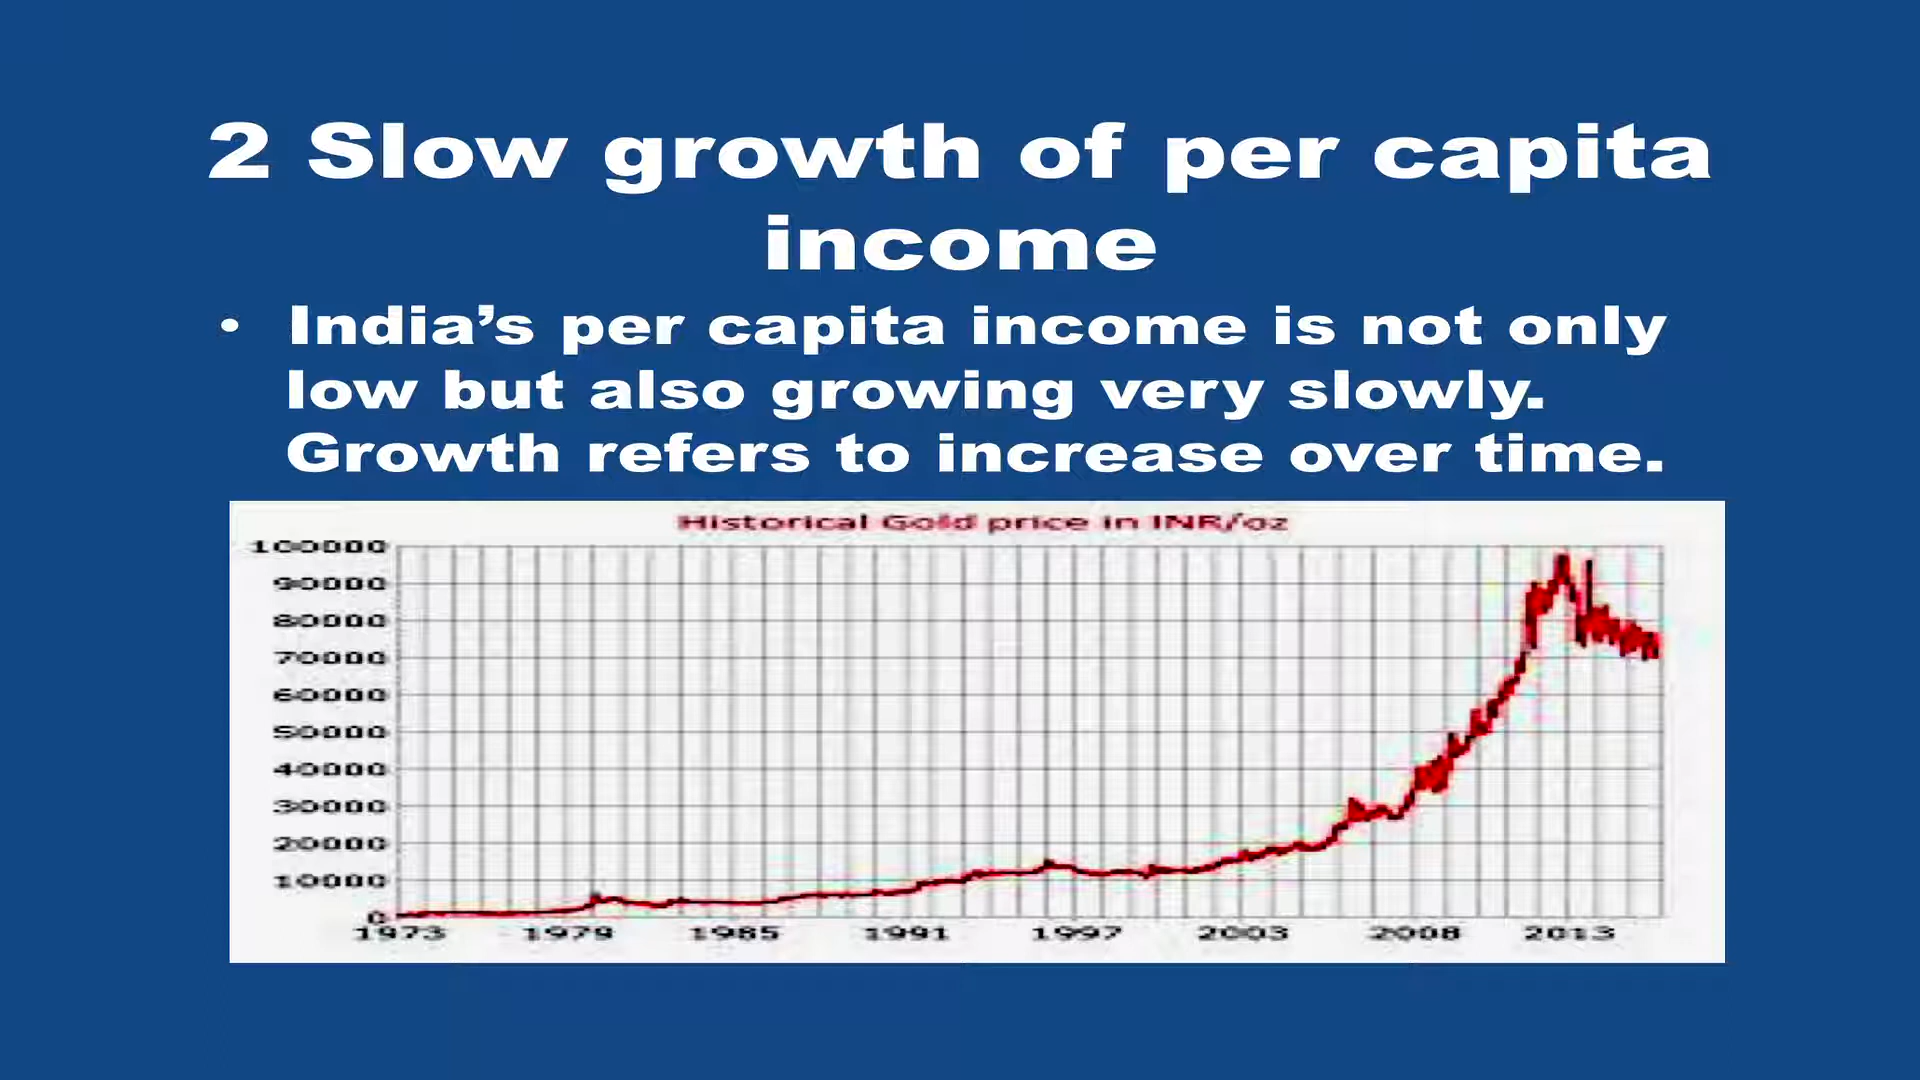 2 Slow growth of per capita
income
• India’s per capita income is not only
low but also growing very slowly.
Growth refers to increase over time.
Historical Gold price in INR/oz
100000
90000
80000
70000
60000
50000
40000
30000
20000
10000
0
1973 1979 1985 1991 1997 2003 2008 2013